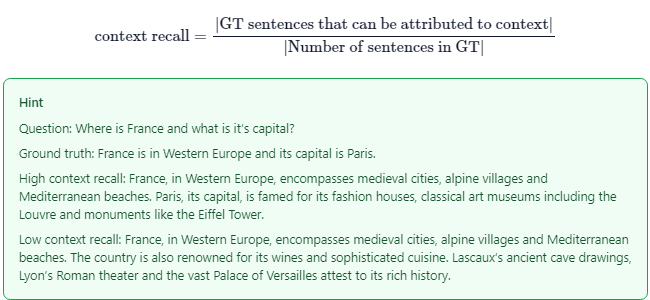 context recall = |GT sentences that can be attributed to context|
|Number of sentences in GT|
Hint
Question: Where is France and what is it's capital?
Ground truth: France is in Western Europe and its capital is Paris.
High context recall: France, in Western Europe, encompasses medieval cities, alpine villages and
Mediterranean beaches. Paris, its capital, is famed for its fashion houses, classical art museums including the
Louvre and monuments like the Eiffel Tower.
Low context recall: France, in Western Europe, encompasses medieval cities, alpine villages and Mediterranean
beaches. The country is also renowned for its wines and sophisticated cuisine. Lascaux's ancient cave drawings,
Lyon's Roman theater and the vast Palace of Versailles attest to its rich history.